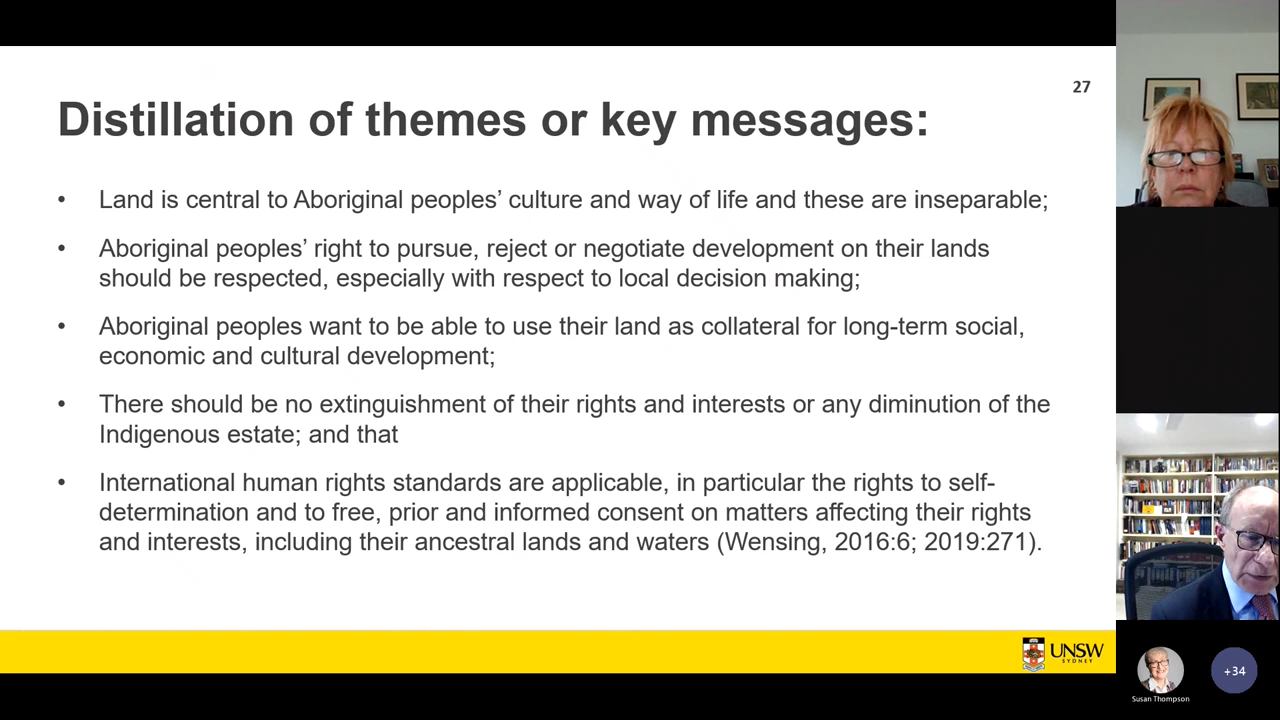 27
Distillation of themes or key messages:
• Land is central to Aboriginal peoples’ culture and way of life and these are inseparable;
• Aboriginal peoples’ right to pursue, reject or negotiate development on their lands
should be respected, especially with respect to local decision making;
• Aboriginal peoples want to be able to use their land as collateral for long-term social,
economic and cultural development;
• There should be no extinguishment of their rights and interests or any diminution of the
Indigenous estate; and that
• International human rights standards are applicable, in particular the rights to self-
determination and to free, prior and informed consent on matters affecting their rights
and interests, including their ancestral lands and waters (Wensing, 2016:6; 2019:271).
UNSW
SYDNEY
Susan Thompson
+34